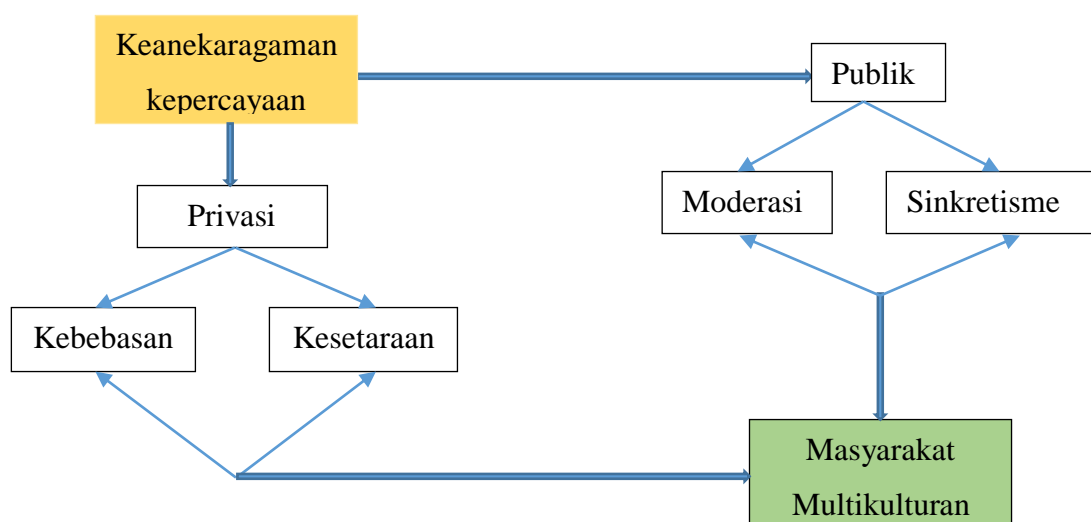 Keanekaragaman
kepercayaan
Publik
Moderasi
Sinkretisme
Privasi
Kebebasan
Kesetaraan
Masyarakat
Multikulturan